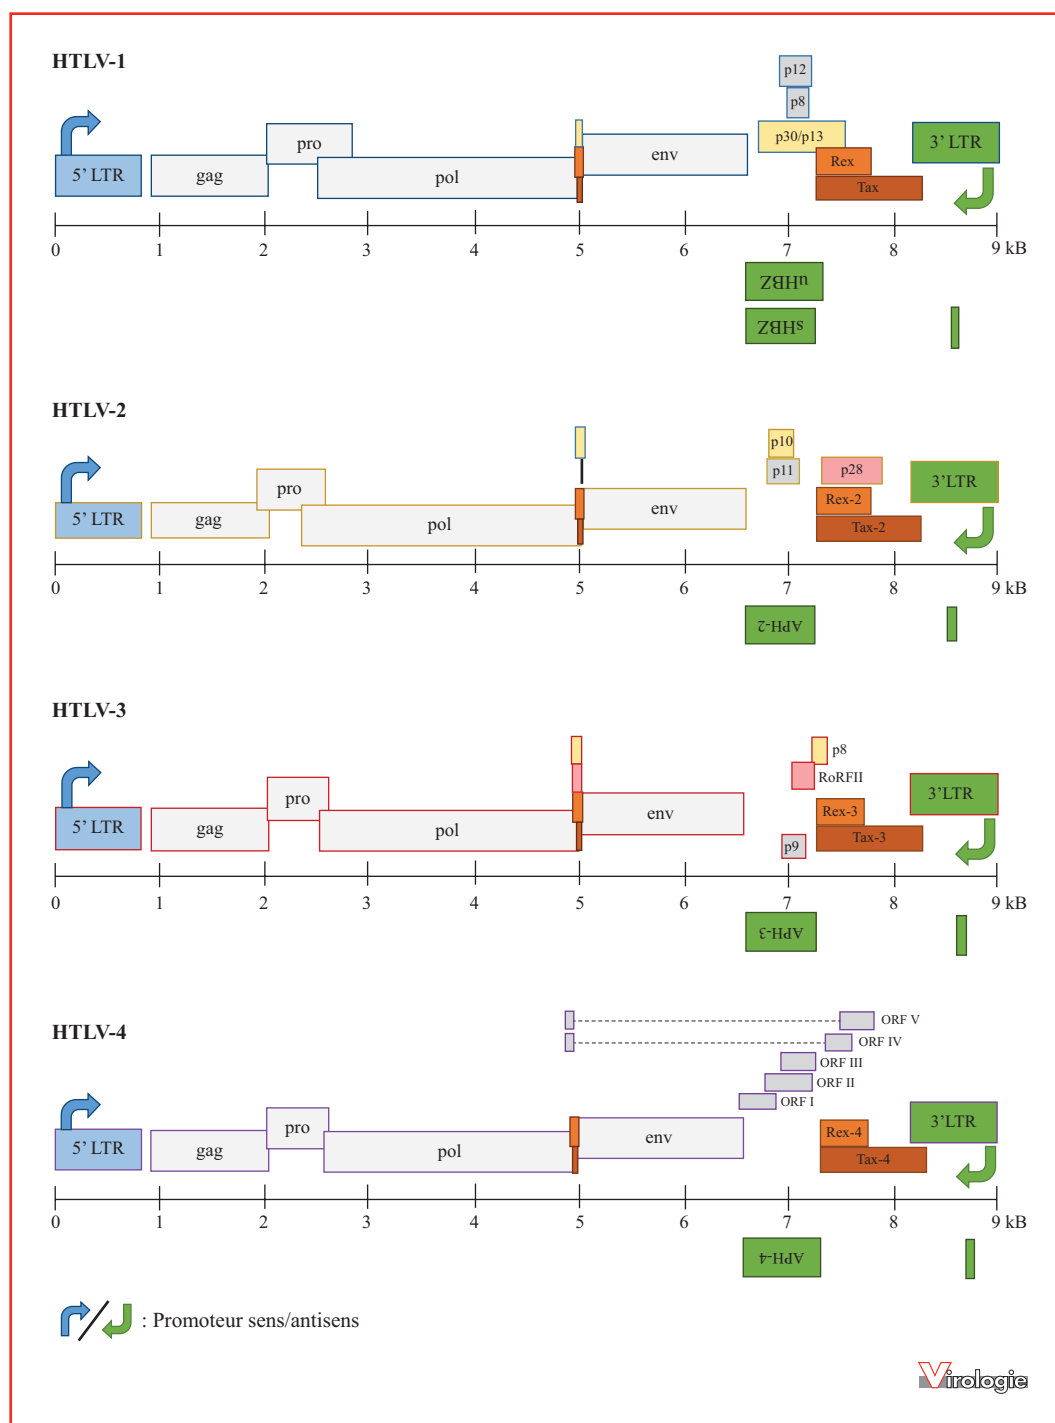 HTLV-1
p12
p8
p30/p13
5' LTR
gag
pro
pol
env
Rex
Tax
3' LTR
0 1 2 3 4 5 6 7 8 9 kB
uHBZ
sHBZ
HTLV-2
p10
p11
p28
5' LTR
gag
pro
pol
env
Rex-2
Tax-2
3'LTR
0 1 2 3 4 5 6 7 8 9 kB
APH-2
HTLV-3
p8
RoRFII
5' LTR
gag
pro
pol
env
Rex-3
Tax-3
p9
3'LTR
0 1 2 3 4 5 6 7 8 9 kB
APH-3
HTLV-4
ORF V
ORF IV
ORF III
ORF II
ORF I
5' LTR
gag
pro
pol
env
Rex-4
Tax-4
3'LTR
0 1 2 3 4 5 6 7 8 9 kB
APH-4
: Promoteur sens/antisens
Virologie